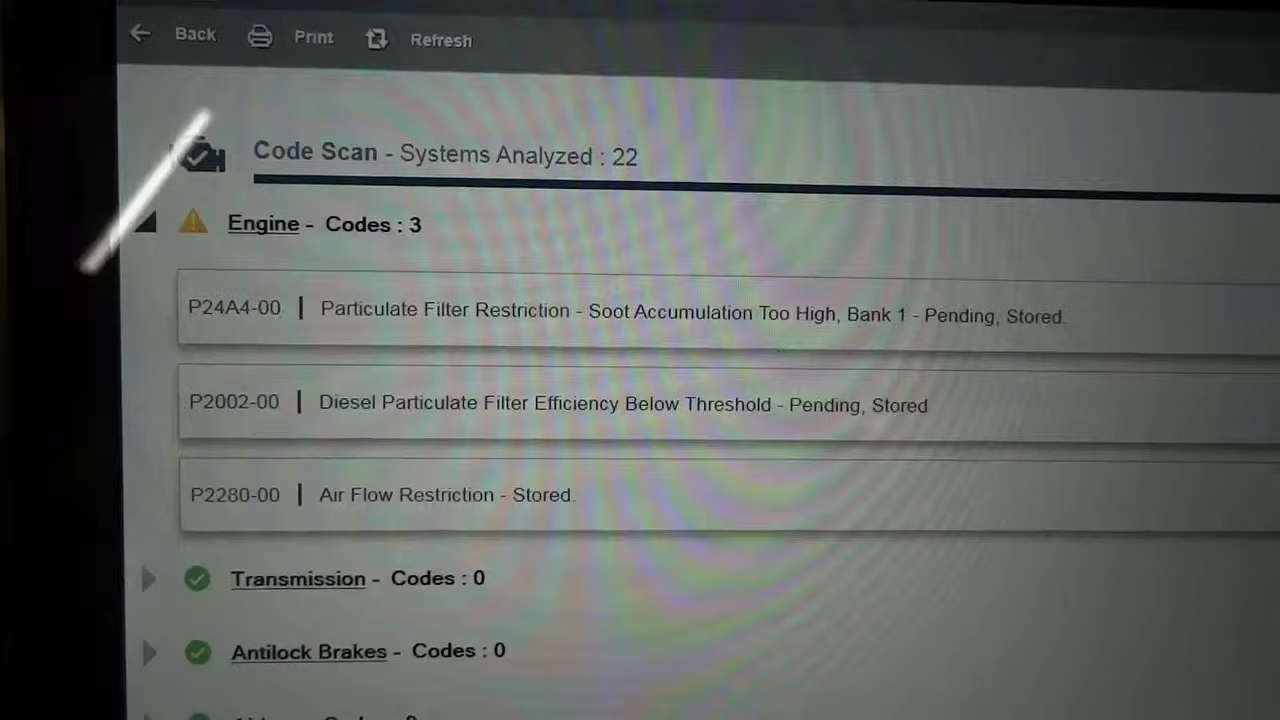 Back Print Refresh
Code Scan - Systems Analyzed : 22
Engine - Codes : 3
P24A4-00 | Particulate Filter Restriction - Soot Accumulation Too High, Bank 1 - Pending, Stored.
P2002-00 | Diesel Particulate Filter Efficiency Below Threshold - Pending, Stored
P2280-00 | Air Flow Restriction - Stored.
Transmission - Codes : 0
Antilock Brakes - Codes : 0